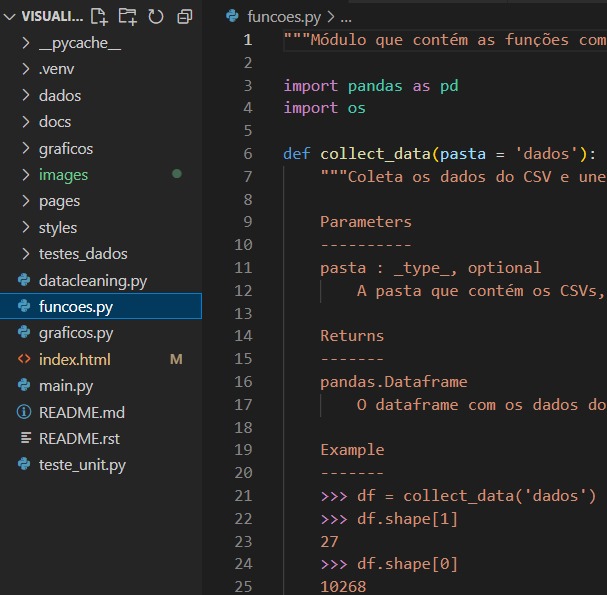 VISUALI...
__pycache__
.venv
dados
docs
graficos
images
pages
styles
testes_dados
datacleaning.py
funcoes.py
graficos.py
index.html M
main.py
README.md
README.rst
teste_unit.py
funcoes.py > ...
1 """Módulo que contém as funções com
2
3 import pandas as pd
4 import os
5
6 def collect_data(pasta = 'dados'):
7 """Coleta os dados do CSV e une
8
9 Parameters
10 ----------
11 pasta : _type_, optional
12 A pasta que contém os CSVs,
13
14 Returns
15 -------
16 pandas.Dataframe
17 O dataframe com os dados do
18
19 Example
20 -------
21 >>> df = collect_data('dados')
22 >>> df.shape[1]
23 27
24 >>> df.shape[0]
25 10268